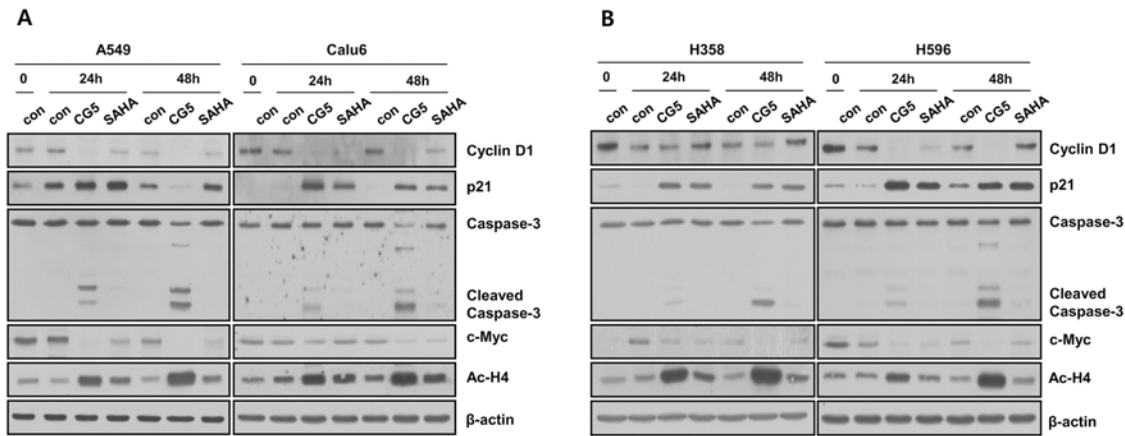 A
B
A549 Calu6
H358 H596
0 24h 48h 0 24h 48h
0 24h 48h 0 24h 48h
con con CG5 SAHA con CG5 SAHA con con CG5 SAHA con CG5 SAHA
con con CG5 SAHA con CG5 SAHA con con CG5 SAHA con CG5 SAHA
Cyclin D1
p21
Caspase-3
Cleaved
Caspase-3
c-Myc
Ac-H4
β-actin
Cyclin D1
p21
Caspase-3
Cleaved
Caspase-3
c-Myc
Ac-H4
β-actin